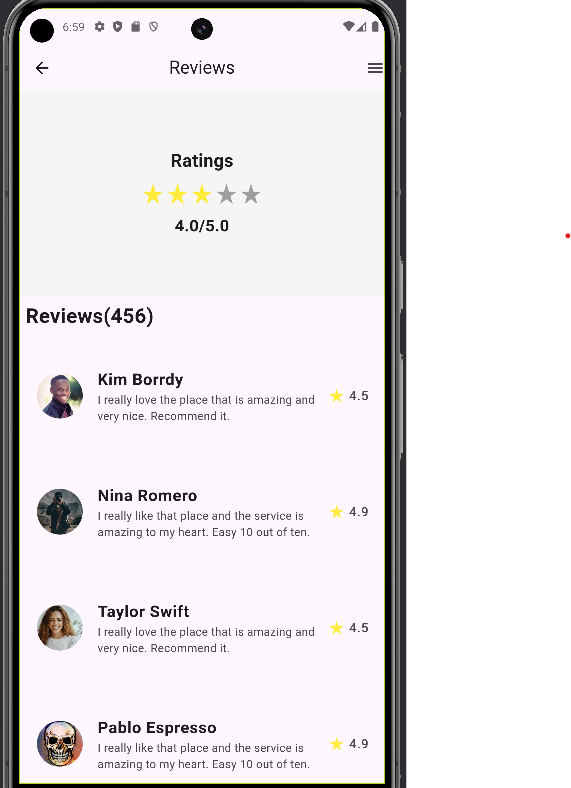 6:59
Reviews
Ratings
4.0/5.0
Reviews(456)
Kim Borrdy
I really love the place that is amazing and
very nice. Recommend it.
4.5
Nina Romero
I really like that place and the service is
amazing to my heart. Easy 10 out of ten.
4.9
Taylor Swift
I really love the place that is amazing and
very nice. Recommend it.
4.5
Pablo Espresso
I really like that place and the service is
amazing to my heart. Easy 10 out of ten.
4.9